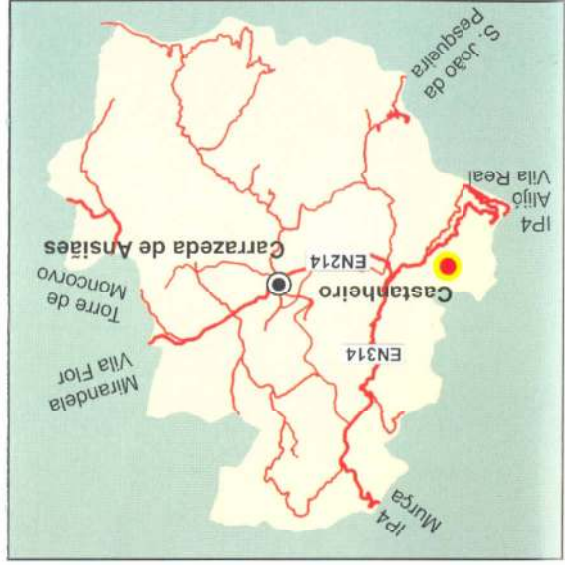 IP4
Murça
EN314
Mirandela
Vila Flor
Castanheiro
Torre de
Moncorvo
EN214
Carrazeda de Ansiães
IP4
Alijó
Vila Real
S. João da
Pesqueira